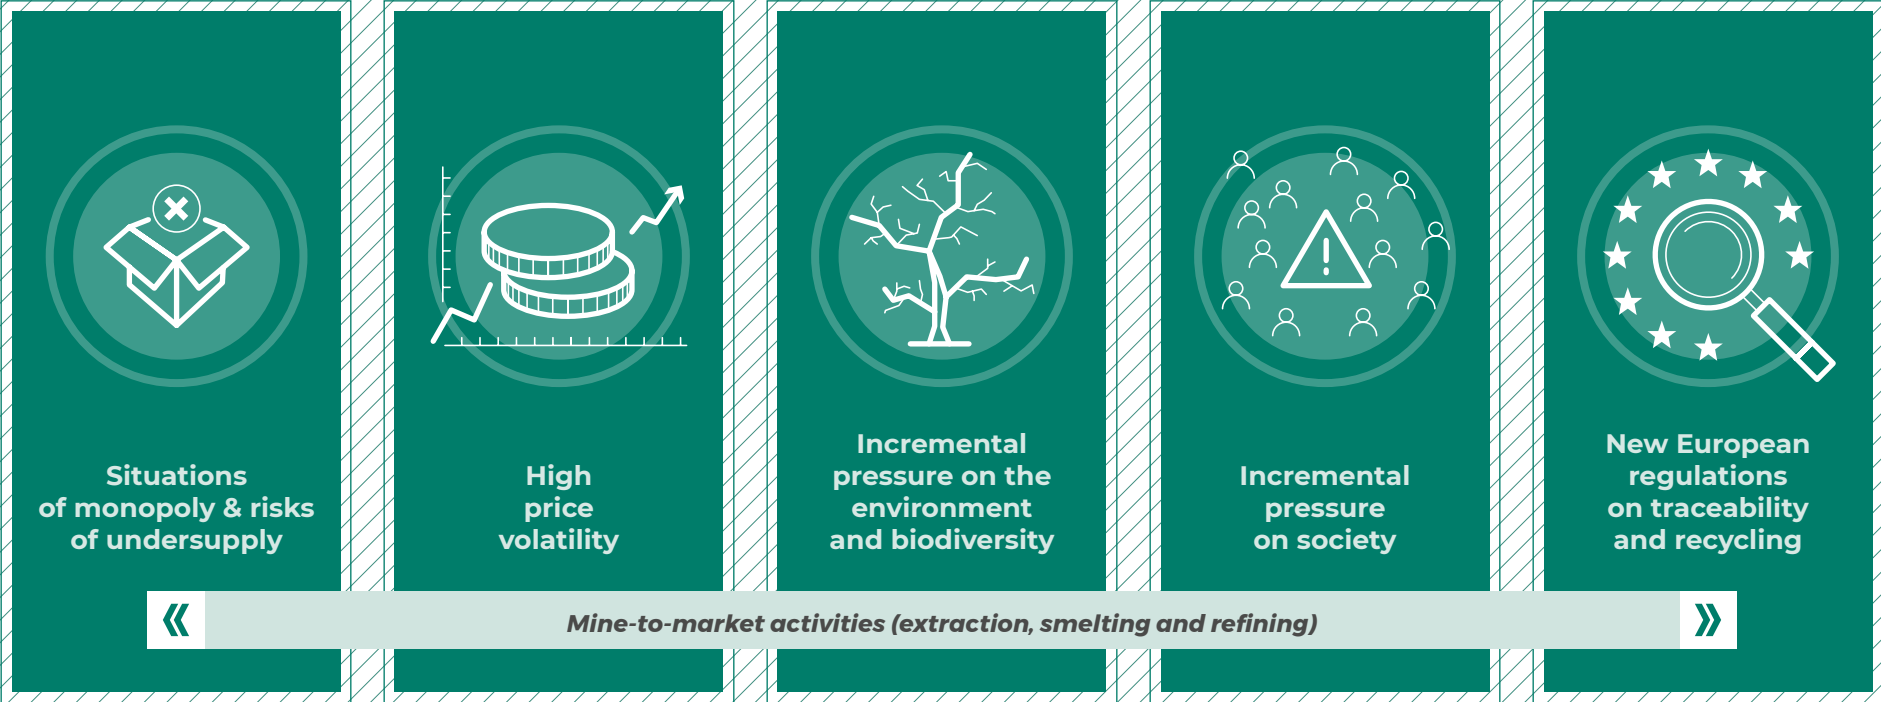 Situations
of monopoly & risks
of undersupply
High
price
volatility
Incremental
pressure on the
environment
and biodiversity
Incremental
pressure
on society
New European
regulations
on traceability
and recycling
Mine-to-market activities (extraction, smelting and refining)